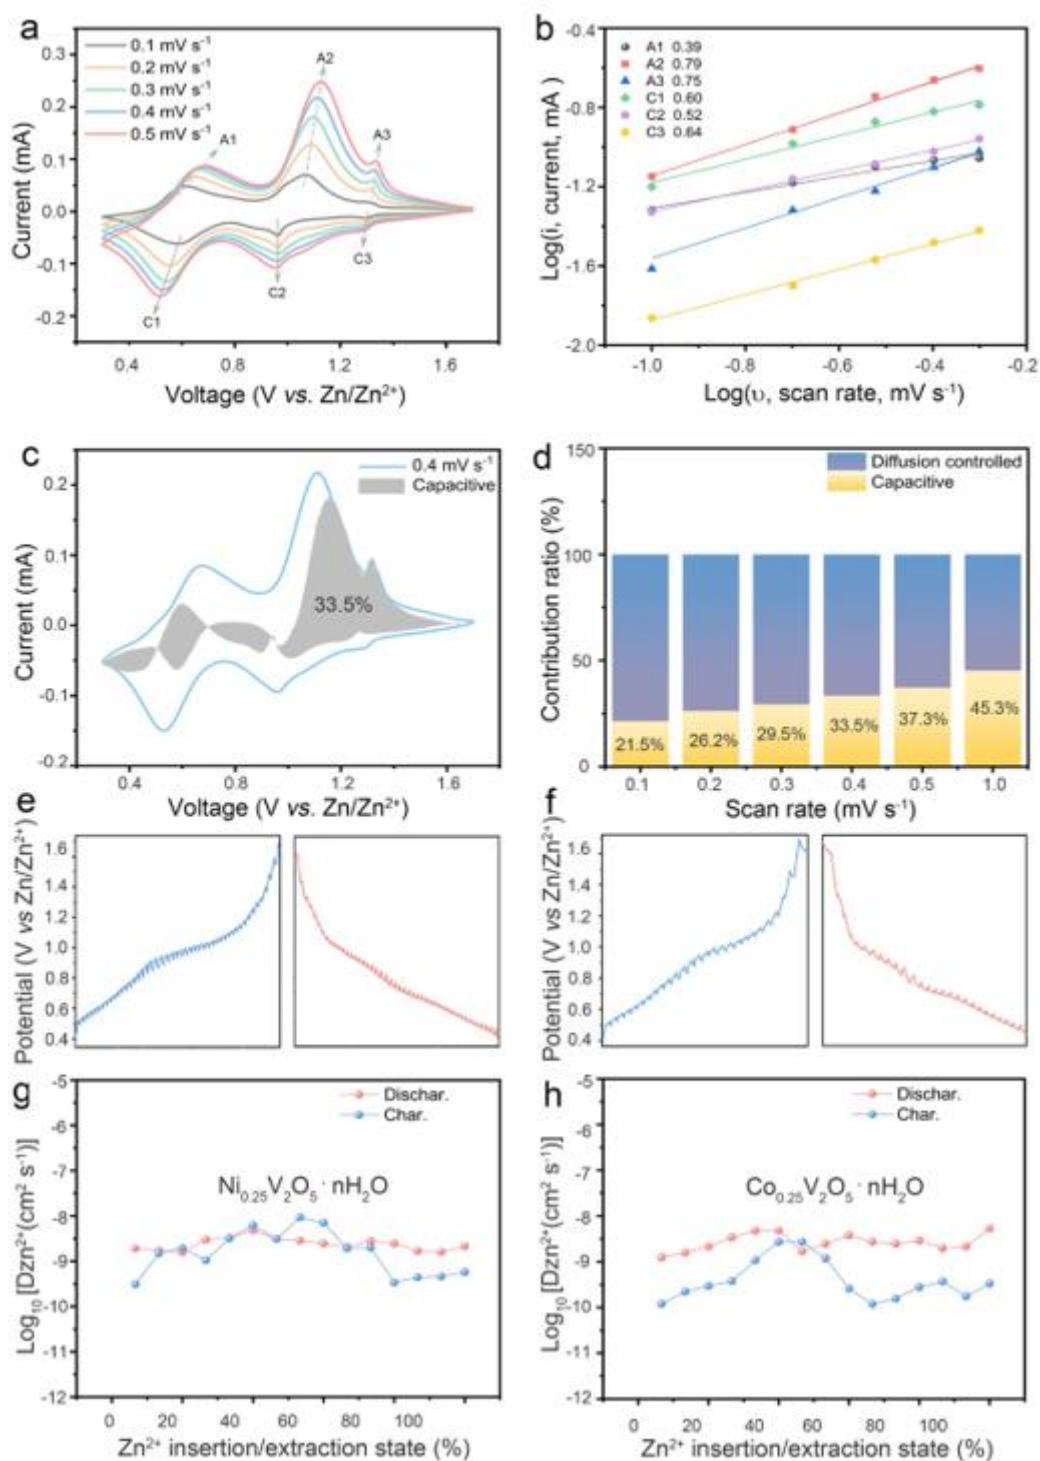 a
0.1 mV s⁻¹
0.2 mV s⁻¹
0.3 mV s⁻¹
0.4 mV s⁻¹
0.5 mV s⁻¹
A1
A2
A3
C1
C2
C3
0.3
0.2
0.1
0.0
-0.1
-0.2
Current (mA)
0.4 0.8 1.2 1.6
Voltage (V vs. Zn/Zn²⁺)
b
A1 0.39
A2 0.79
A3 0.75
C1 0.60
C2 0.52
C3 0.64
-0.4
-0.8
-1.2
-1.6
-2.0
Log(i, current, mA)
-1.0 -0.8 -0.6 -0.4 -0.2
Log(υ, scan rate, mV s⁻¹)
c
0.4 mV s⁻¹
Capacitive
33.5%
0.2
0.1
0.0
-0.1
-0.2
Current (mA)
0.4 0.8 1.2 1.6
Voltage (V vs. Zn/Zn²⁺)
d
Diffusion controlled
Capacitive
150
100
50
0
Contribution ratio (%)
21.5% 26.2% 29.5% 33.5% 37.3% 45.3%
0.1 0.2 0.3 0.4 0.5 1.0
Scan rate (mV s⁻¹)
e
1.6
1.4
1.2
1.0
0.8
0.6
0.4
Potential (V vs Zn/Zn²⁺)
f
1.6
1.4
1.2
1.0
0.8
0.6
0.4
Potential (V vs Zn/Zn²⁺)
g
Dischar.
Char.
Ni₀.₂₅V₂O₅·nH₂O
-5
-6
-7
-8
-9
-10
-11
-12
Log₁₀[Dzn²⁺(cm² s⁻¹)]
0 20 40 60 80 100
Zn²⁺ insertion/extraction state (%)
h
Dischar.
Char.
Co₀.₂₅V₂O₅·nH₂O
-5
-6
-7
-8
-9
-10
-11
-12
Log₁₀[Dzn²⁺(cm² s⁻¹)]
0 20 40 60 80 100
Zn²⁺ insertion/extraction state (%)